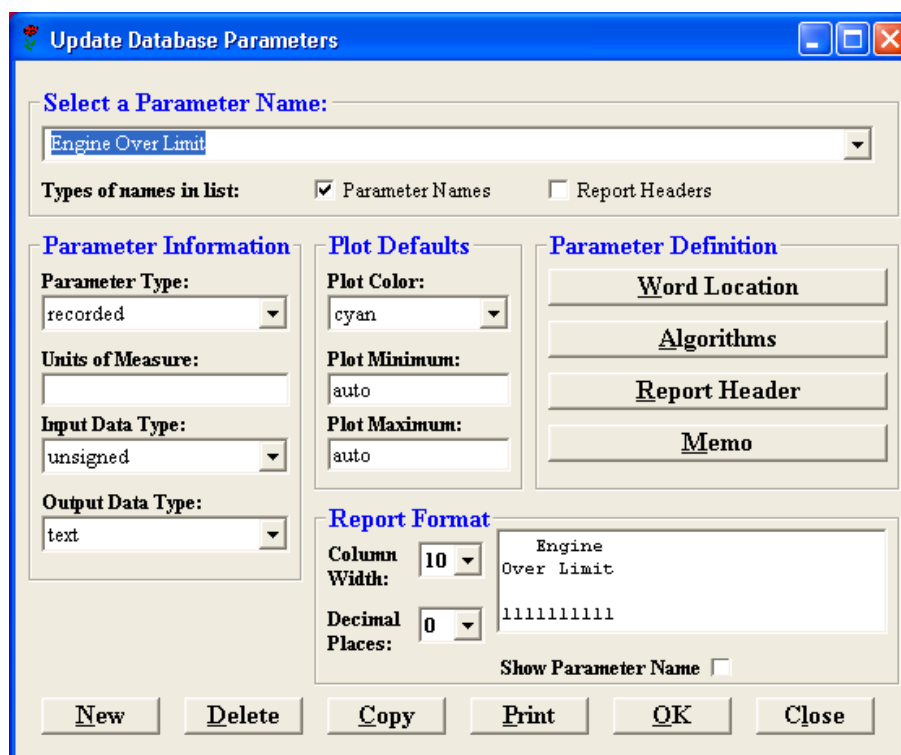 Update Database Parameters
Select a Parameter Name:
Engine Over Limit
Types of names in list: Parameter Names Report Headers
Parameter Information
Parameter Type:
recorded
Units of Measure:
Input Data Type:
unsigned
Output Data Type:
text
Plot Defaults
Plot Color:
cyan
Plot Minimum:
auto
Plot Maximum:
auto
Parameter Definition
Word Location
Algorithms
Report Header
Memo
Report Format
Column
Width:
10
Decimal
Places:
0
Engine
Over Limit
llllllllll
Show Parameter Name
New Delete Copy Print OK Close